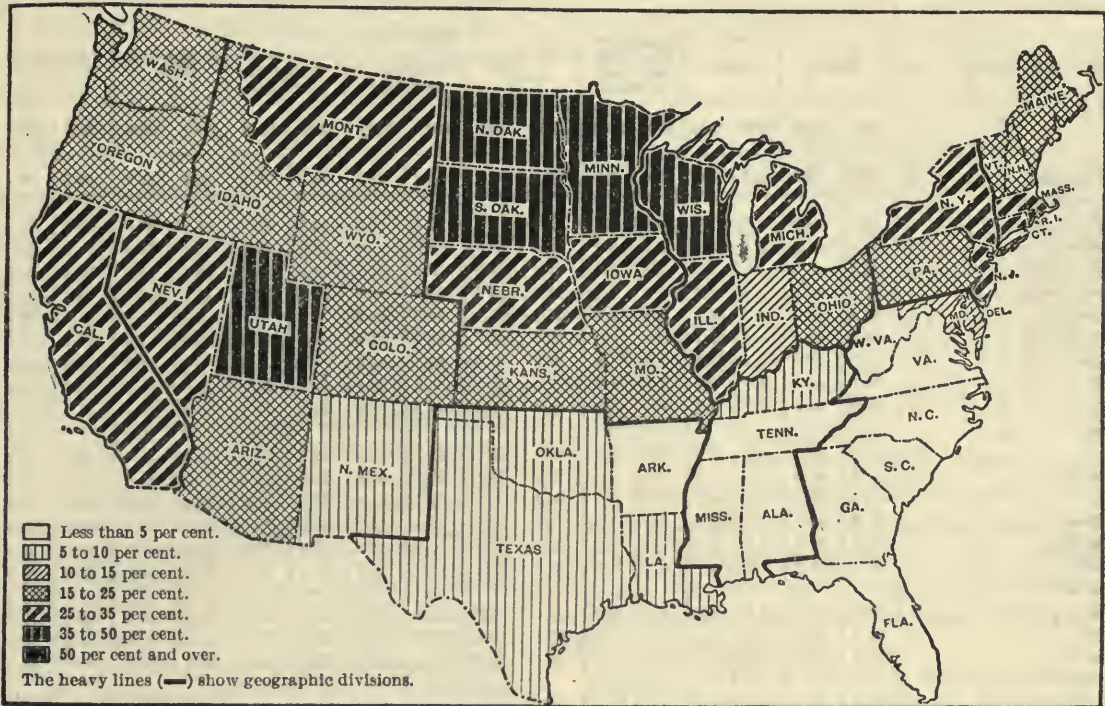 WASH.
MONT.
N. DAK.
MINN.
MAINE
OREGON
IDAHO
VT.
N.H.
S. DAK.
WIS.
MICH.
N.Y.
MASS.
R.I.
CT.
WYO.
IOWA
NEBR.
NEV.
CAL.
UTAH
COLO.
KANS.
MO.
ILL.
IND.
OHIO
PA.
N.J.
MD.
DEL.
W. VA.
VA.
KY.
N.C.
TENN.
S.C.
ARIZ.
N. MEX.
OKLA.
ARK.
MISS.
ALA.
GA.
TEXAS
LA.
FLA.
Less than 5 per cent.
5 to 10 per cent.
10 to 15 per cent.
15 to 25 per cent.
25 to 35 per cent.
35 to 50 per cent.
50 per cent and over.
The heavy lines (▬) show geographic divisions.